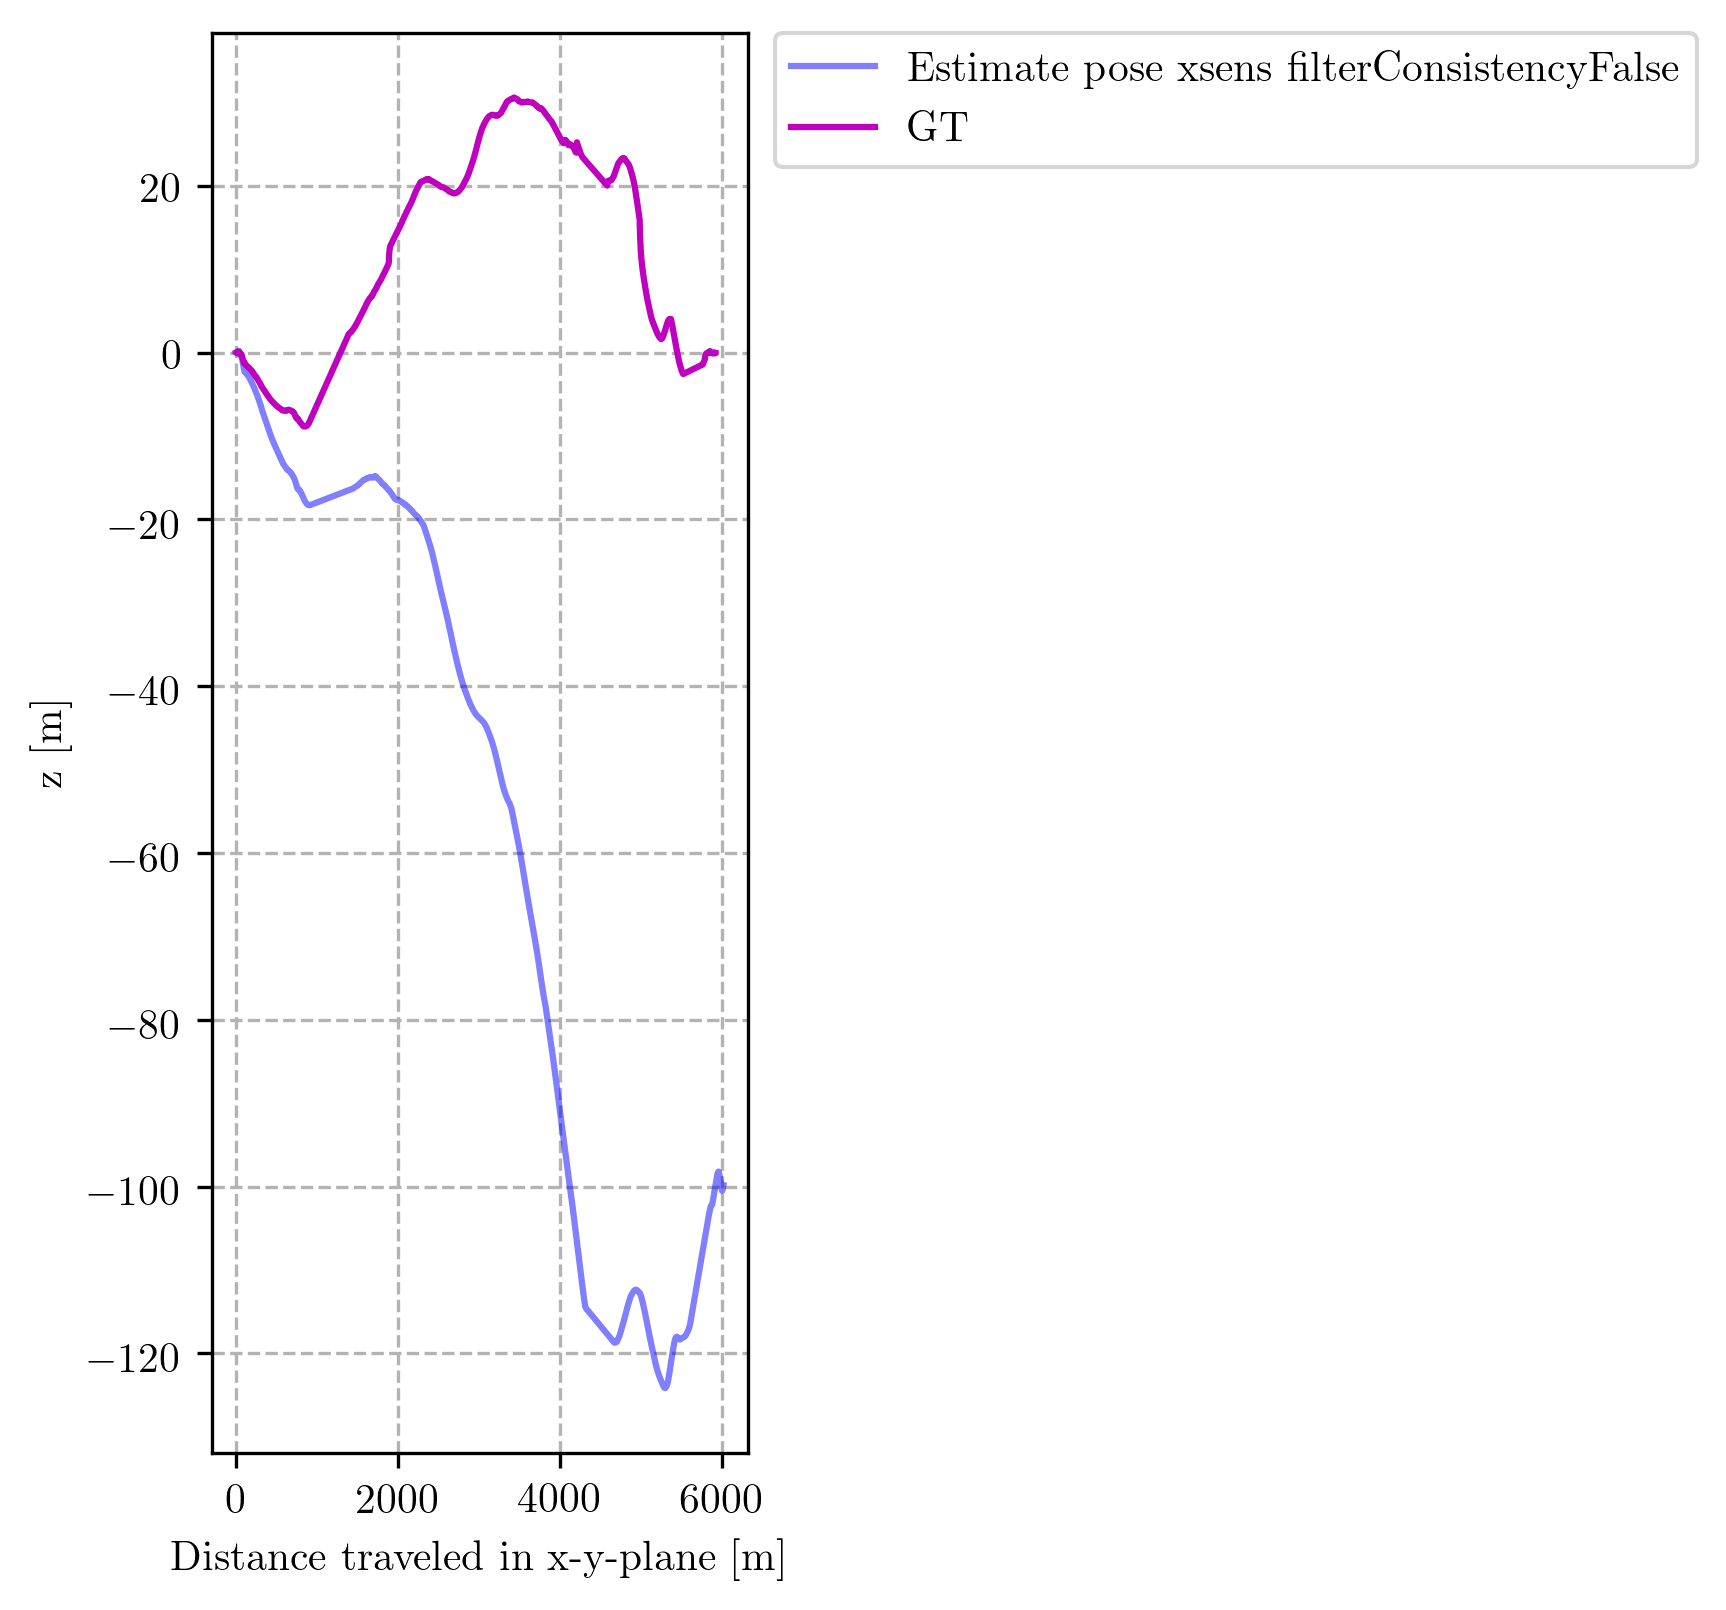 Estimate pose xsens filterConsistencyFalse
GT
20
0
−20
−40
−60
−80
−100
−120
z [m]
0 2000 4000 6000
Distance traveled in x-y-plane [m]